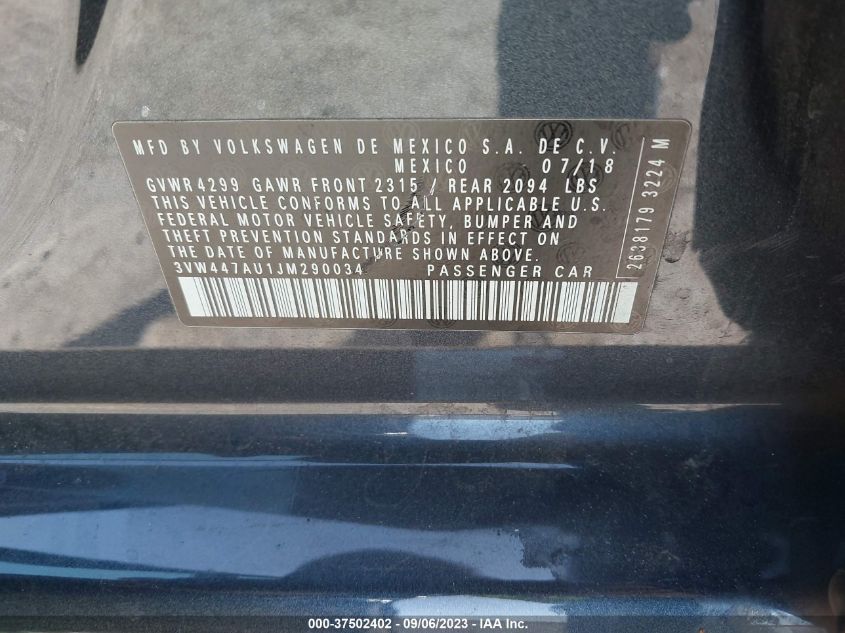 MFD BY VOLKSWAGEN DE MEXICO S.A. DE C.V.
MEXICO 07/18
GVWR 4299 GAWR FRONT 2315 / REAR 2094 LBS
THIS VEHICLE CONFORMS TO ALL APPLICABLE U.S.
FEDERAL MOTOR VEHICLE SAFETY, BUMPER AND
THEFT PREVENTION STANDARDS IN EFFECT ON
THE DATE OF MANUFACTURE SHOWN ABOVE.
3VW447AU1JM290034 PASSENGER CAR
2638179 3224 M
000-37502402 - 09/06/2023 - IAA Inc.